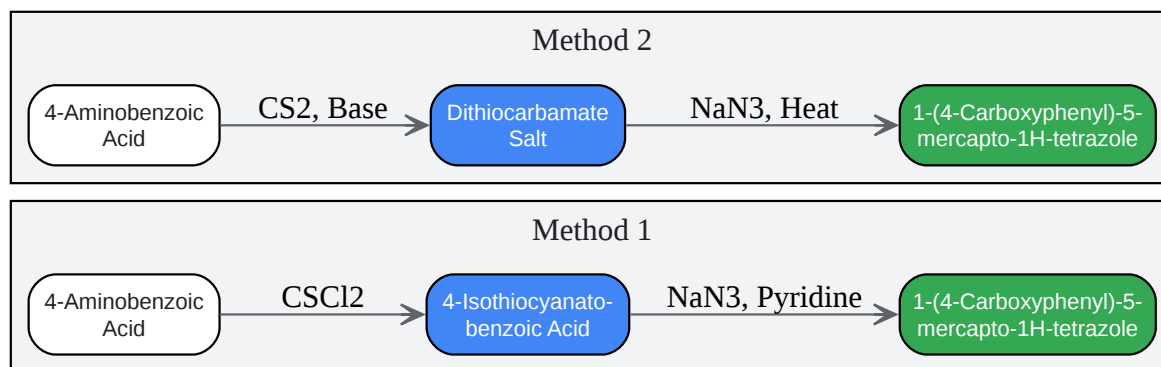 Method 2
4-Aminobenzoic
Acid
CS2, Base
Dithiocarbamate
Salt
NaN3, Heat
1-(4-Carboxyphenyl)-5-
mercapto-1H-tetrazole
Method 1
4-Aminobenzoic
Acid
CSCl2
4-Isothiocyanato-
benzoic Acid
NaN3, Pyridine
1-(4-Carboxyphenyl)-5-
mercapto-1H-tetrazole